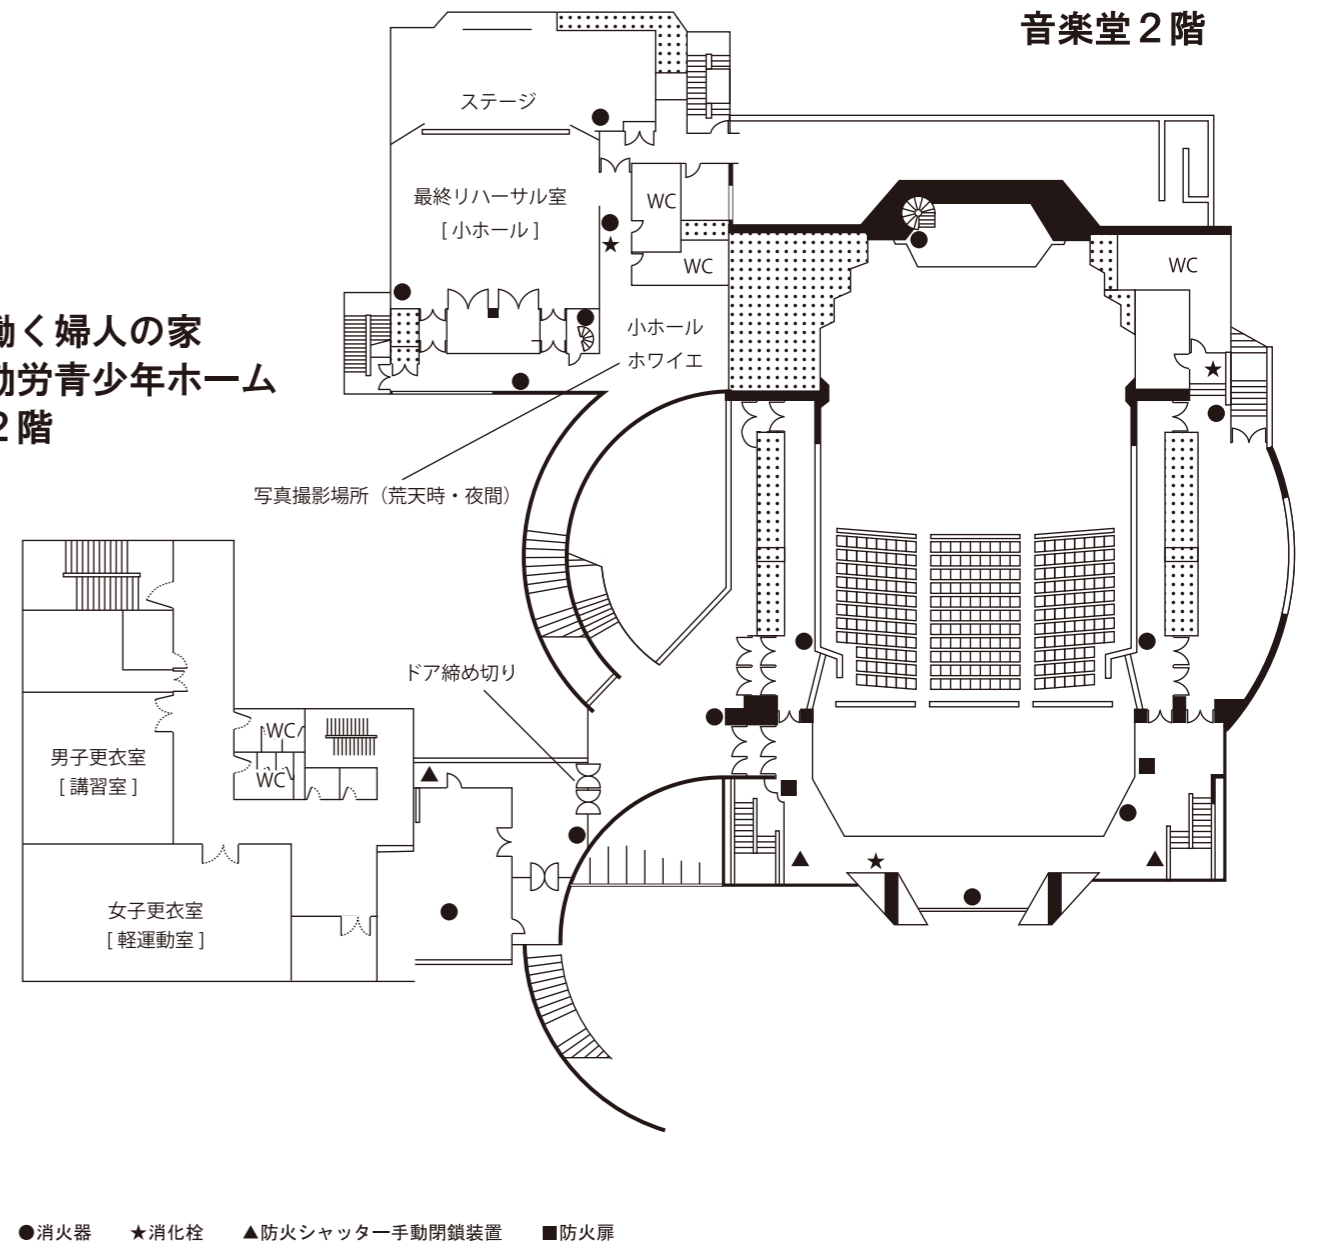 音楽堂２階
ステージ
最終リハーサル室
[ 小ホール ]
WC
WC
WC
小ホール
ホワイエ
く婦人の家
労青少年ホーム
２階
写真撮影場所（荒天時・夜間）
ドア締め切り
WC
WC
男子更衣室
[ 講習室 ]
女子更衣室
[ 軽運動室 ]
●消火器 ★消化栓 ▲防火シャッター手動閉鎖装置 ■防火扉